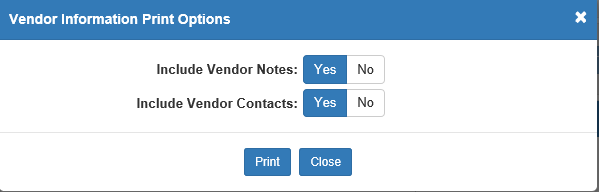 Vendor Information Print Options ✖
Include Vendor Notes: Yes No
Include Vendor Contacts: Yes No
Print Close